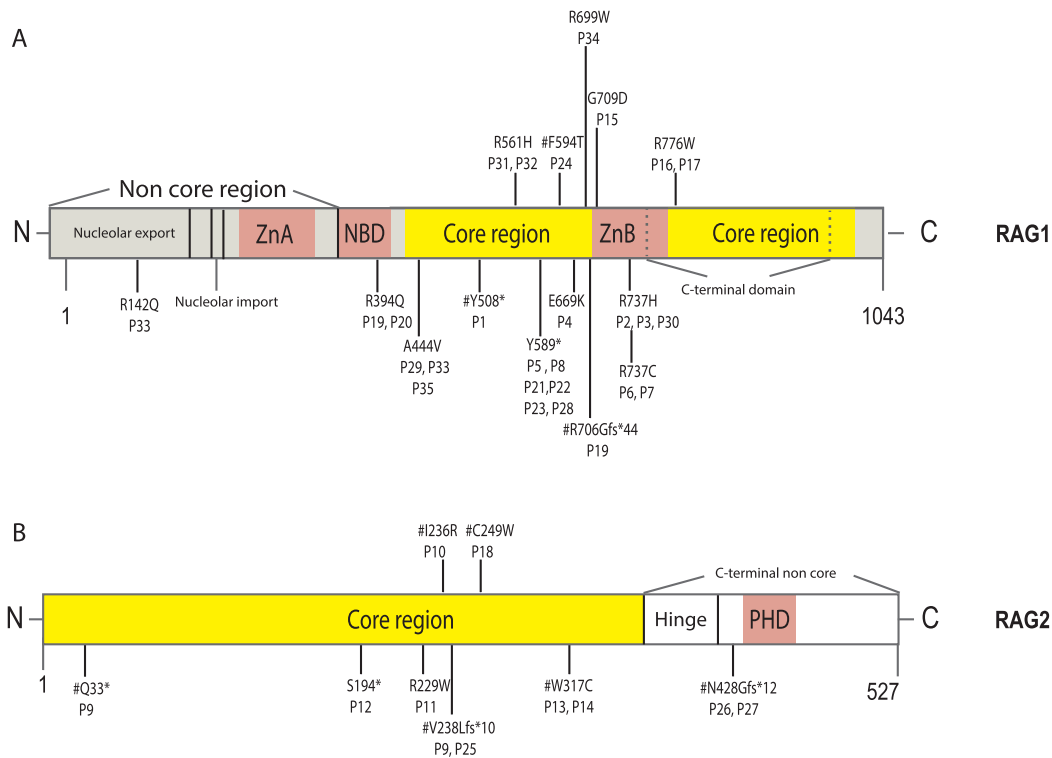 A
R699W
P34
G709D
P15
R561H
P31, P32
#F594T
P24
R776W
P16, P17
Non core region
N
Nucleolar export
ZnA
NBD
Core region
ZnB
Core region
C
RAG1
1
R142Q
P33
Nucleolar import
R394Q
P19, P20
#Y508*
P1
E669K
P4
R737H
P2, P3, P30
C-terminal domain
1043
A444V
P29, P33
P35
Y589*
P5 , P8
P21,P22
P23, P28
R737C
P6, P7
#R706Gfs*44
P19
B
#I236R
P10
#C249W
P18
C-terminal non core
N
Core region
Hinge
PHD
C
RAG2
1
#Q33*
P9
S194*
P12
R229W
P11
#W317C
P13, P14
#N428Gfs*12
P26, P27
527
#V238Lfs*10
P9, P25